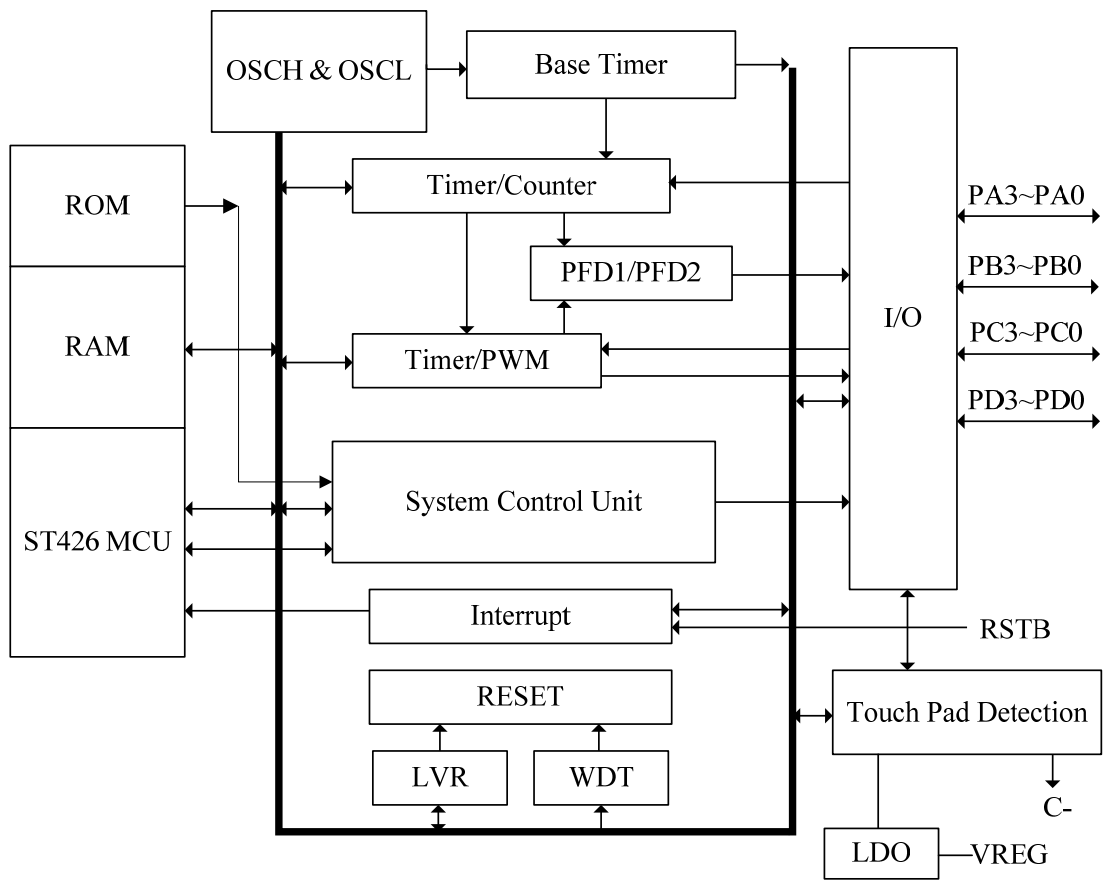 OSCH & OSCL
Base Timer
ROM
Timer/Counter
PA3~PA0
PFD1/PFD2
PB3~PB0
I/O
RAM
Timer/PWM
PC3~PC0
PD3~PD0
System Control Unit
ST426 MCU
Interrupt
RSTB
RESET
Touch Pad Detection
LVR
WDT
C-
LDO
VREG